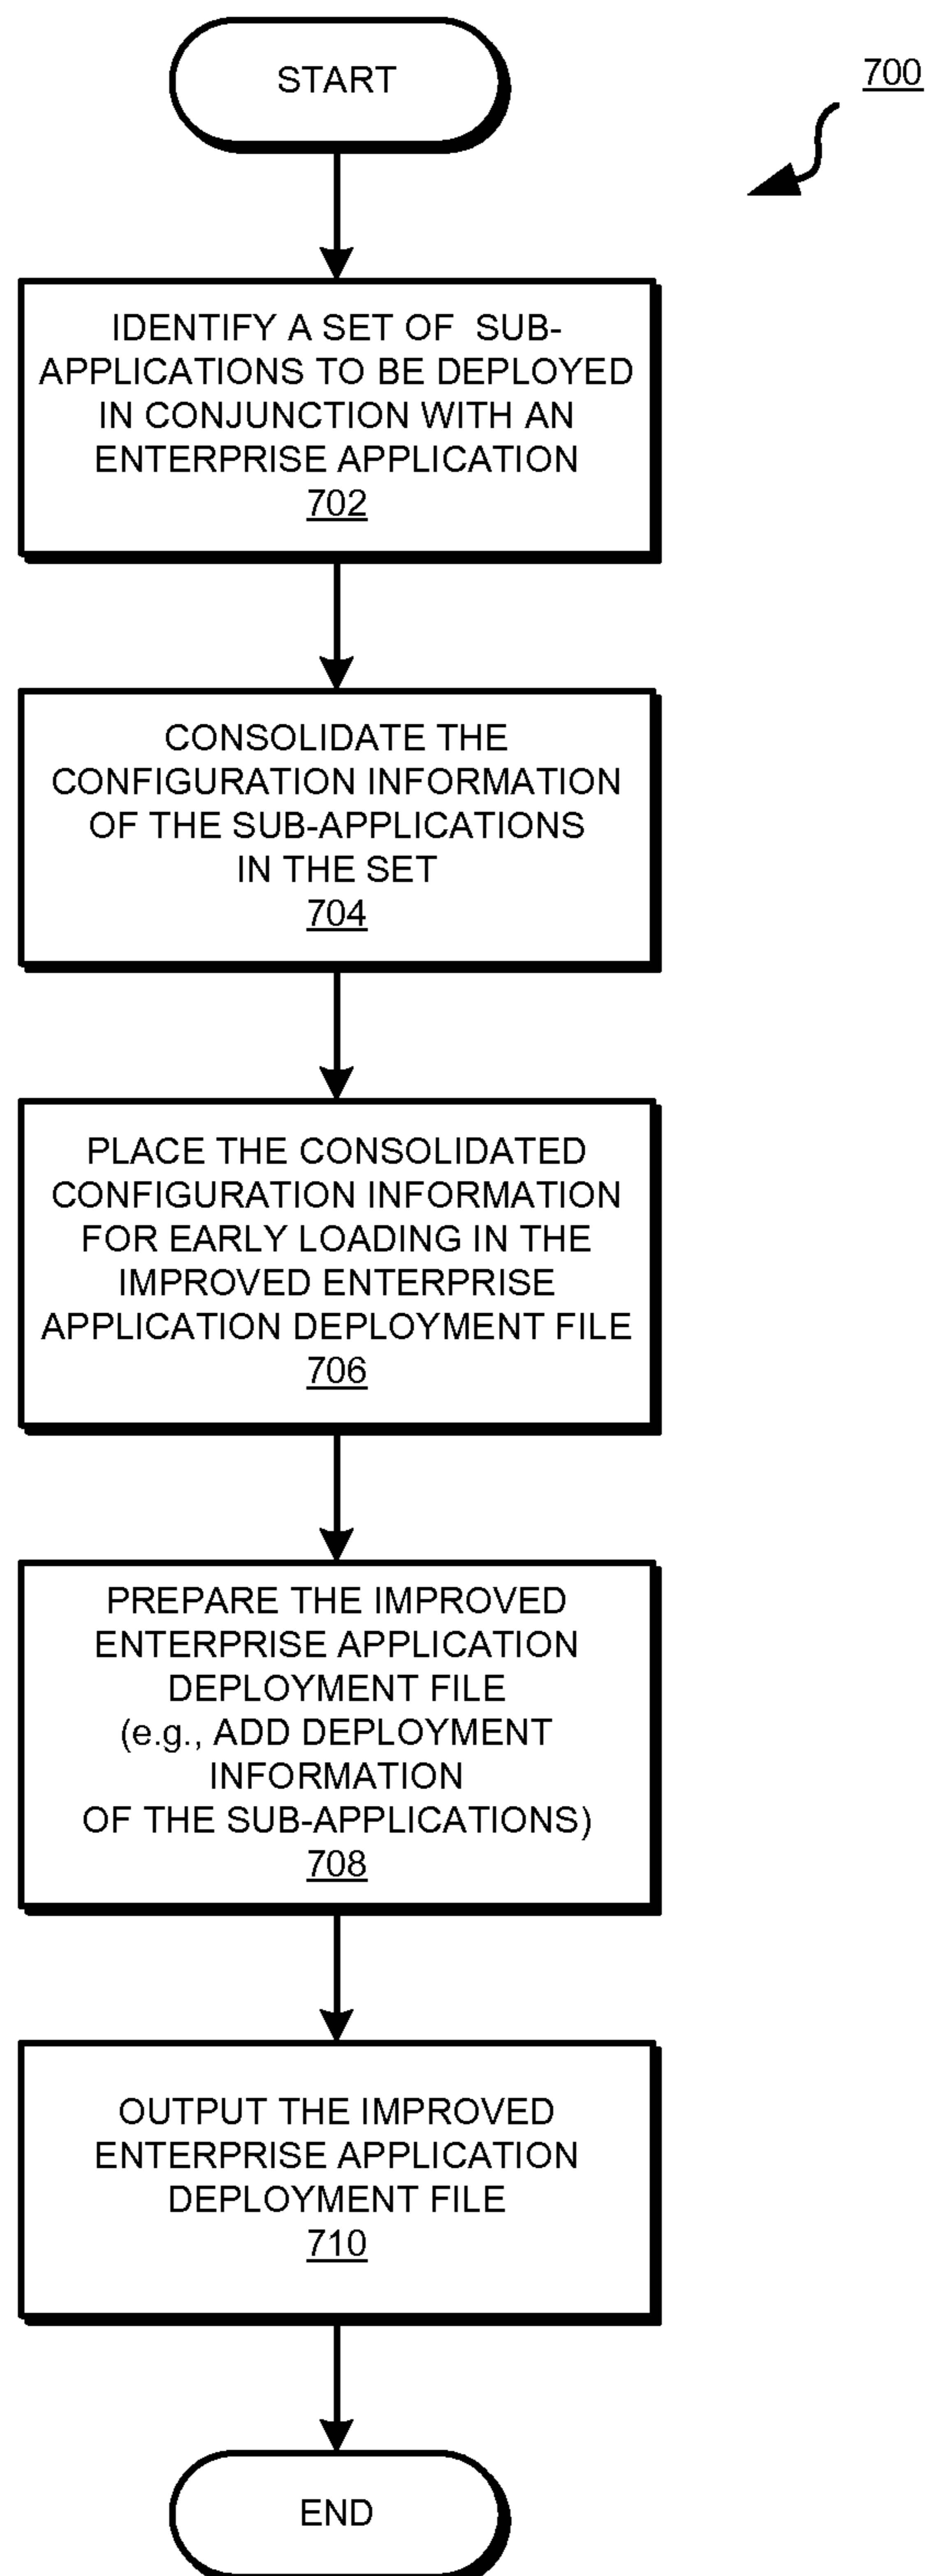 START
700
IDENTIFY A SET OF SUB-
APPLICATIONS TO BE DEPLOYED
IN CONJUNCTION WITH AN
ENTERPRISE APPLICATION
702
CONSOLIDATE THE
CONFIGURATION INFORMATION
OF THE SUB-APPLICATIONS
IN THE SET
704
PLACE THE CONSOLIDATED
CONFIGURATION INFORMATION
FOR EARLY LOADING IN THE
IMPROVED ENTERPRISE
APPLICATION DEPLOYMENT FILE
706
PREPARE THE IMPROVED
ENTERPRISE APPLICATION
DEPLOYMENT FILE
(e.g., ADD DEPLOYMENT
INFORMATION
OF THE SUB-APPLICATIONS)
708
OUTPUT THE IMPROVED
ENTERPRISE APPLICATION
DEPLOYMENT FILE
710
END